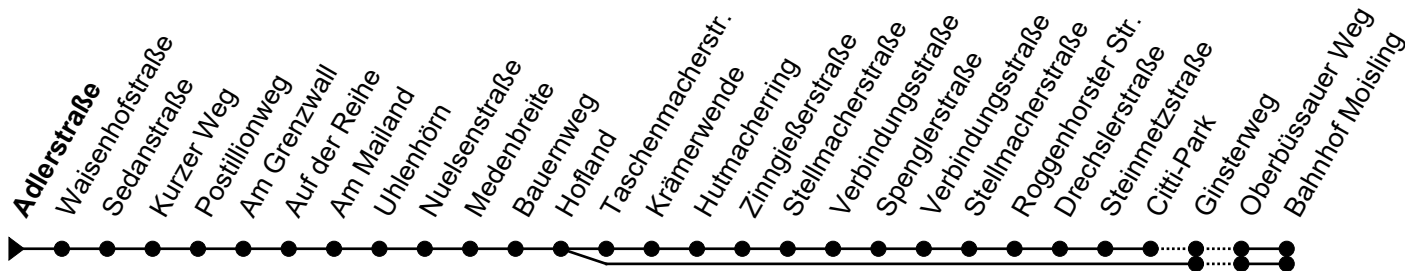 Adlerstraße
Waisenhofstraße
Sedanstraße
Kurzer Weg
Postillionweg
Am Grenzwall
Auf der Reihe
Am Mailand
Uhlenhörn
Nuelsenstraße
Medenbreite
Bauernweg
Hofland
Taschenmacherstr.
Krämerwende
Hutmacherring
Zinngießerstraße
Stellmacherstraße
Verbindungsstraße
Spenglerstraße
Verbindungsstraße
Stellmacherstraße
Roggenhorster Str.
Drechslerstraße
Steinmetzstraße
Citti-Park
Ginsterweg
Oberbüssauer Weg
Bahnhof Moisling